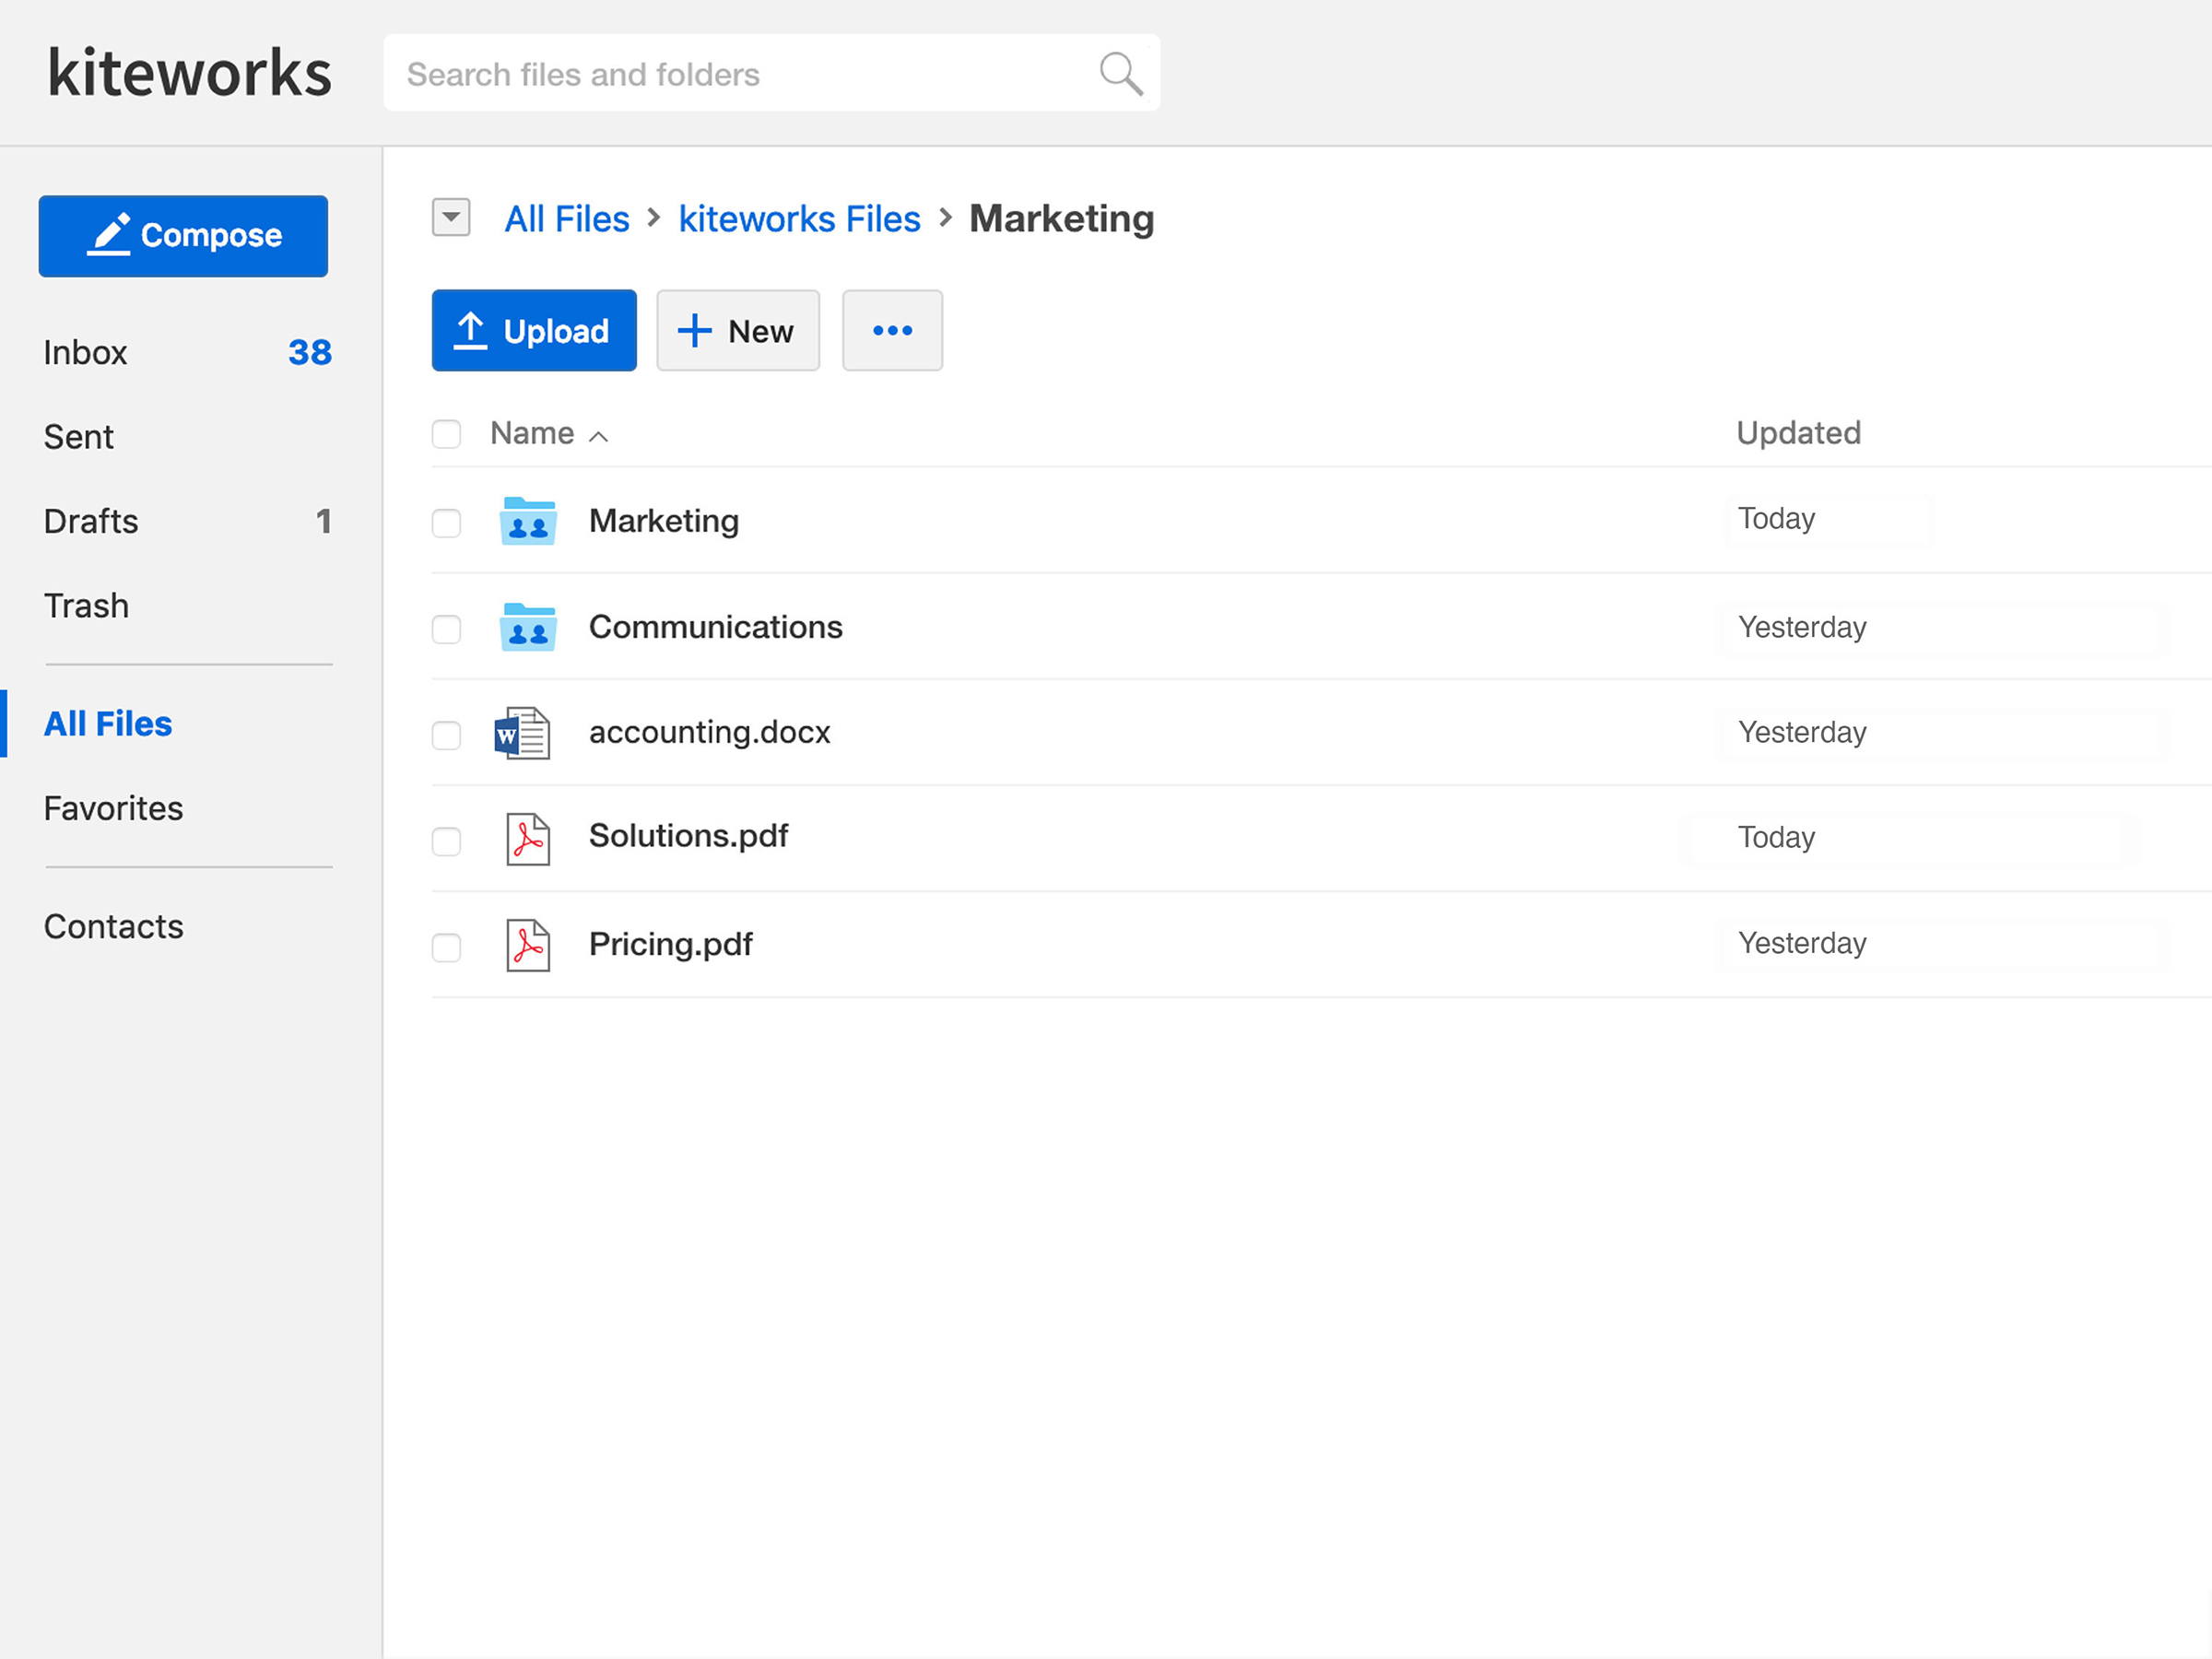 kiteworks
Search files and folders
Compose
Inbox 38
Sent
Drafts 1
Trash
All Files
Favorites
Contacts
All Files > kiteworks Files > Marketing
Upload
New
Name
Updated
Marketing Today
Communications Yesterday
W
accounting.docx Yesterday
Solutions.pdf Today
Pricing.pdf Yesterday